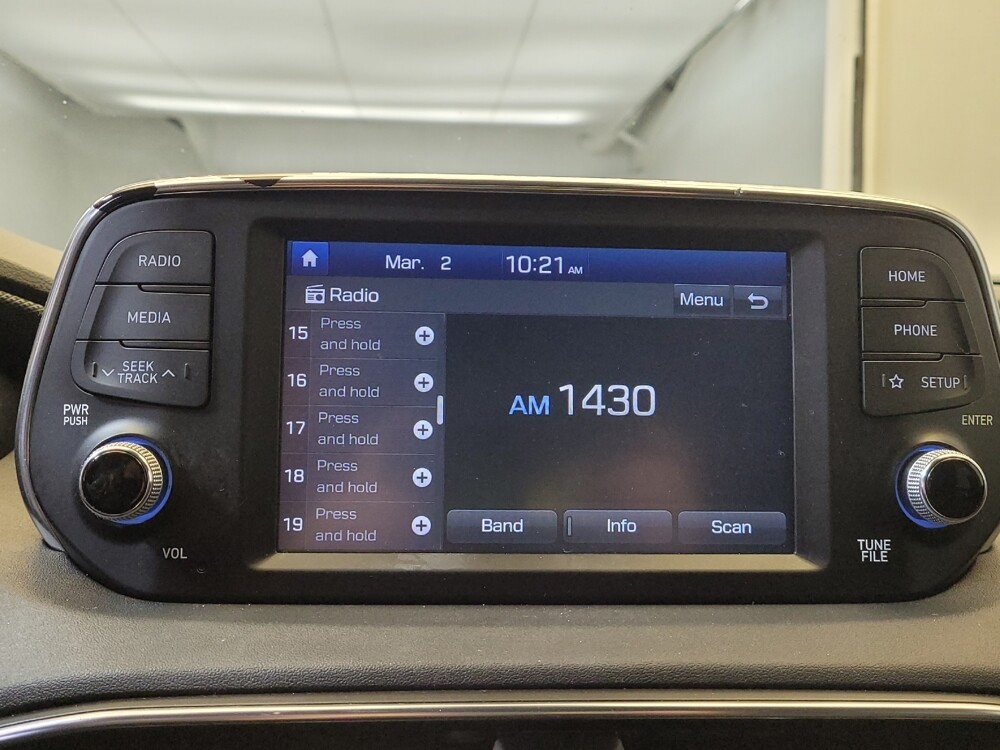 RADIO
MEDIA
SEEK
TRACK
PWR
PUSH
VOL
Mar. 2
10:21 AM
Radio
Menu
15 Press
and hold
16 Press
and hold
17 Press
and hold
18 Press
and hold
19 Press
and hold
AM 1430
Band
Info
Scan
HOME
PHONE
SETUP
ENTER
TUNE
FILE